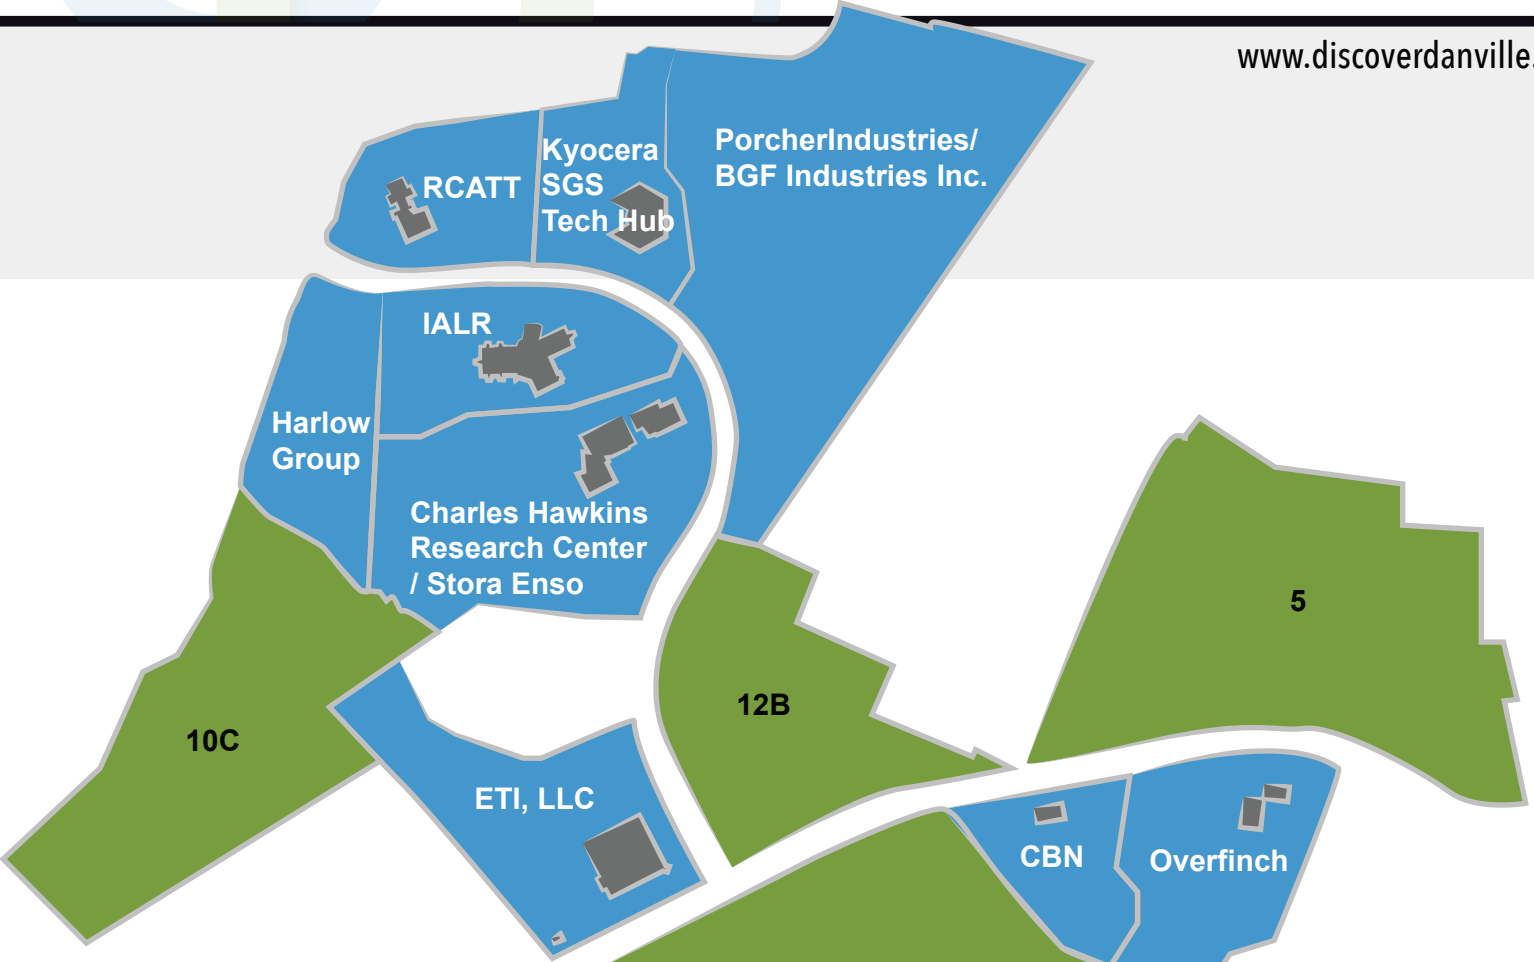 www.discoverdanville.
PorcherIndustries/
BGF Industries Inc.
Kyocera
SGS
Tech Hub
RCATT
IALR
Harlow
Group
Charles Hawkins
Research Center
/ Stora Enso
5
12B
10C
ETI, LLC
CBN
Overfinch